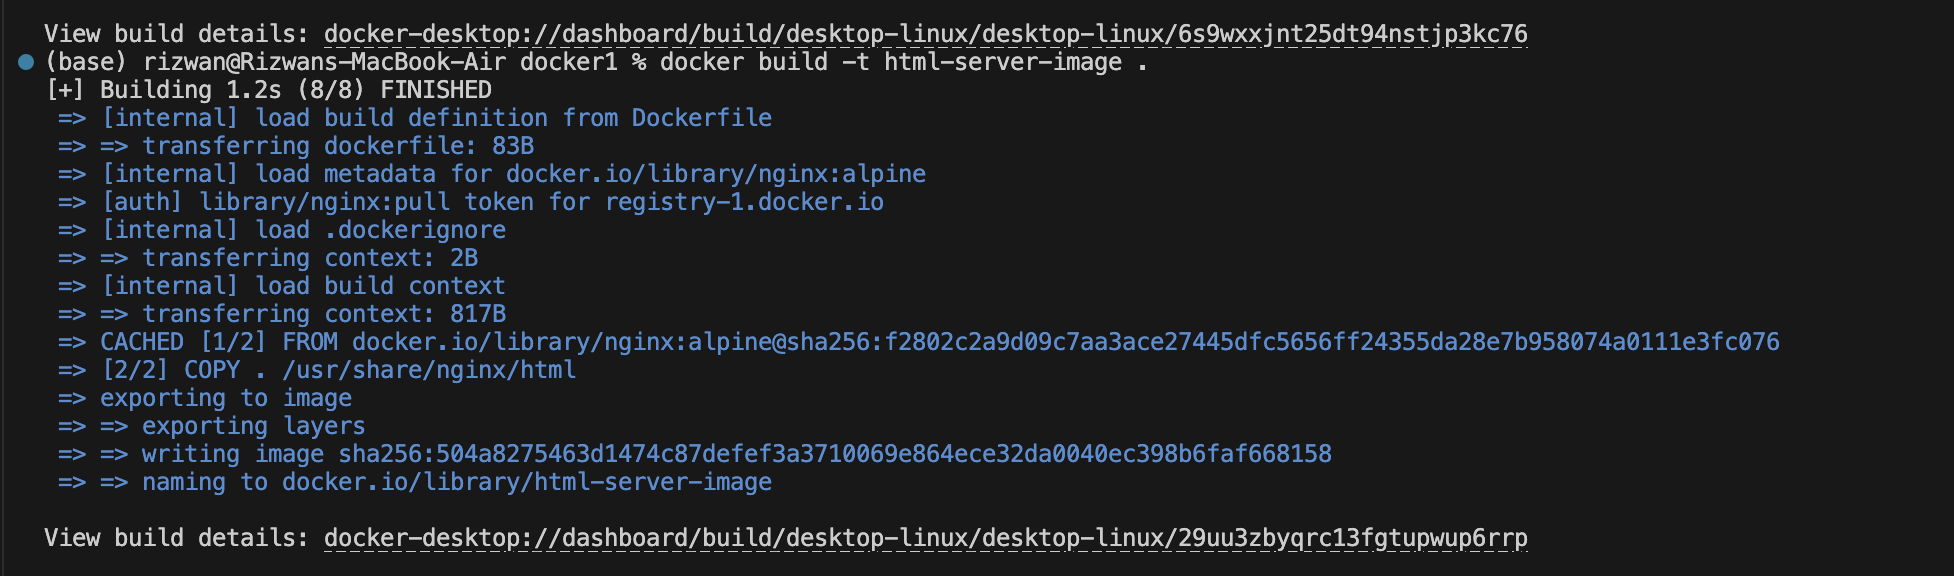 View build details: docker-desktop://dashboard/build/desktop-linux/desktop-linux/6s9wxxjnt25dt94nstjp3kc76
(base) rizwan@Rizwans-MacBook-Air docker1 % docker build -t html-server-image .
[+] Building 1.2s (8/8) FINISHED
=> [internal] load build definition from Dockerfile
=> => transferring dockerfile: 83B
=> [internal] load metadata for docker.io/library/nginx:alpine
=> [auth] library/nginx:pull token for registry-1.docker.io
=> [internal] load .dockerignore
=> => transferring context: 2B
=> [internal] load build context
=> => transferring context: 817B
=> CACHED [1/2] FROM docker.io/library/nginx:alpine@sha256:f2802c2a9d09c7aa3ace27445dfc5656ff24355da28e7b958074a0111e3fc076
=> [2/2] COPY . /usr/share/nginx/html
=> exporting to image
=> => exporting layers
=> => writing image sha256:504a8275463d1474c87defef3a3710069e864ece32da0040ec398b6faf668158
=> => naming to docker.io/library/html-server-image
View build details: docker-desktop://dashboard/build/desktop-linux/desktop-linux/29uu3zbyqrc13fgtupwup6rrp